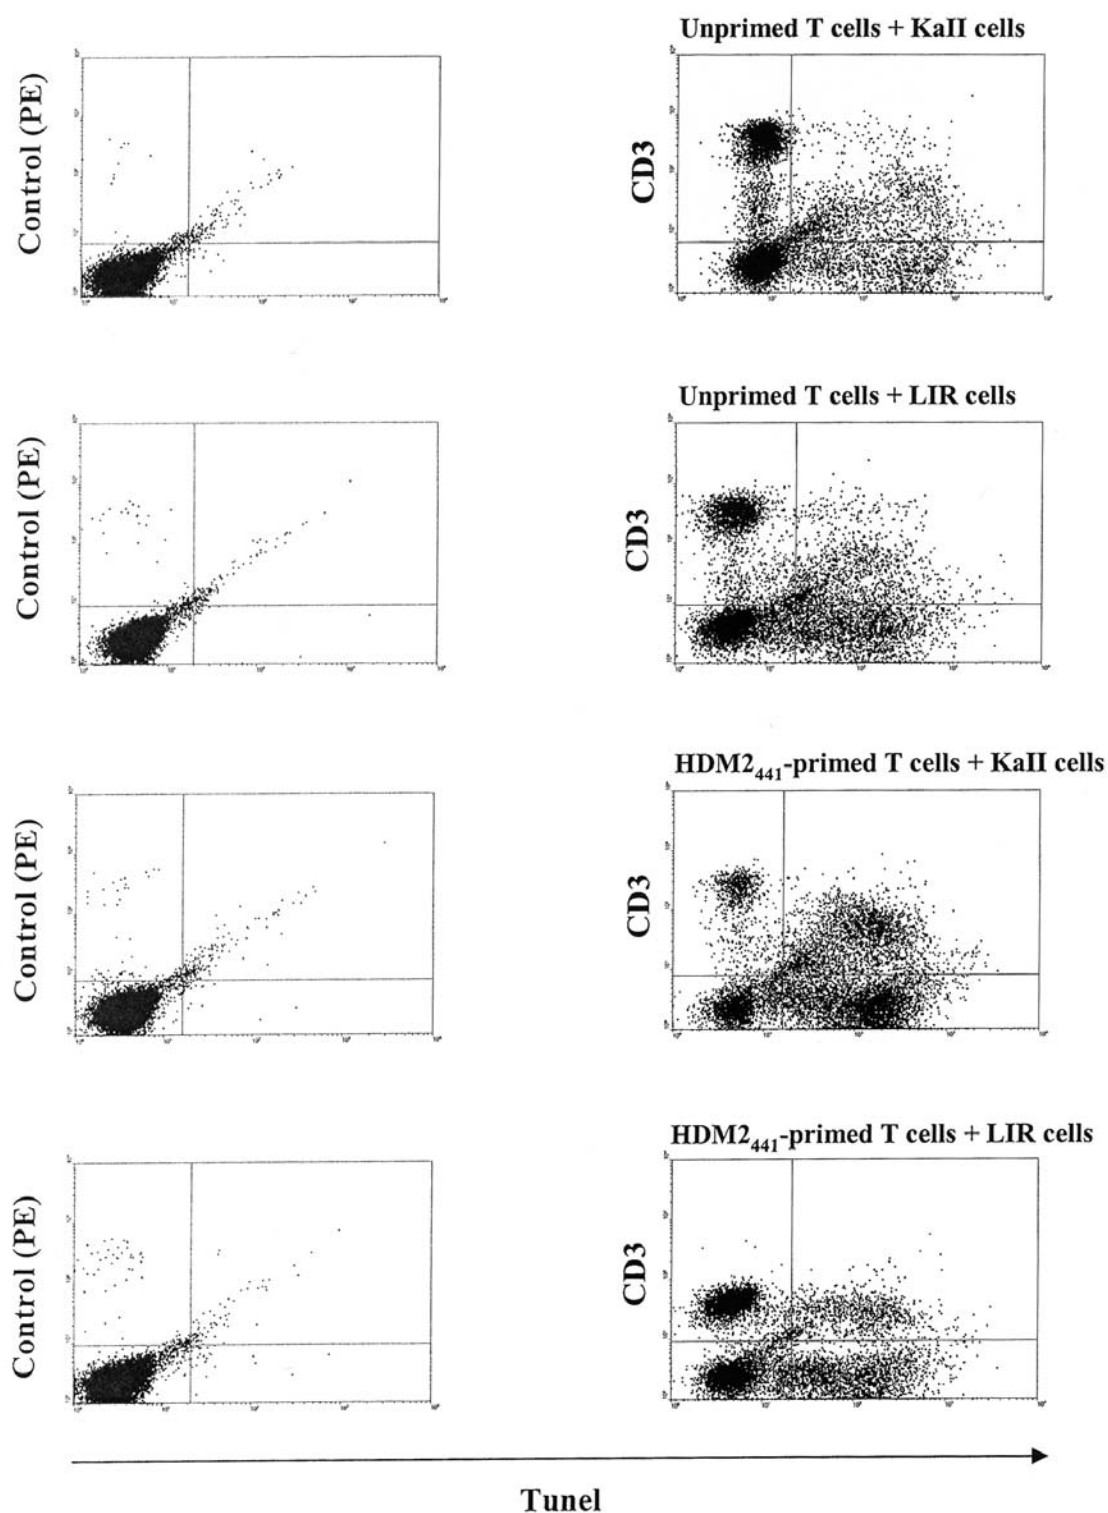 Unprimed T cells + KaII cells
Control (PE)
CD3
Unprimed T cells + LIR cells
Control (PE)
CD3
HDM2441-primed T cells + KaII cells
Control (PE)
CD3
HDM2441-primed T cells + LIR cells
Control (PE)
CD3
Tunel